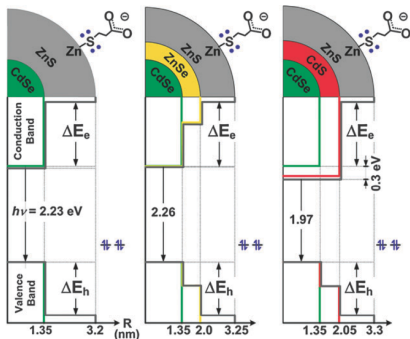 ZnS
Zn
S
O
O
⊖
CdSe
Conduction
Band
ΔEe
hν = 2.23 eV
Valence
Band
ΔEh
1.35
3.2
R
(nm)
ZnS
Zn
S
O
O
⊖
ZnSe
CdSe
ΔEe
2.26
ΔEh
1.35
2.0
3.25
ZnS
Zn
S
O
O
⊖
CdS
CdSe
ΔEe
0.3 eV
1.97
ΔEh
1.35
2.05
3.3